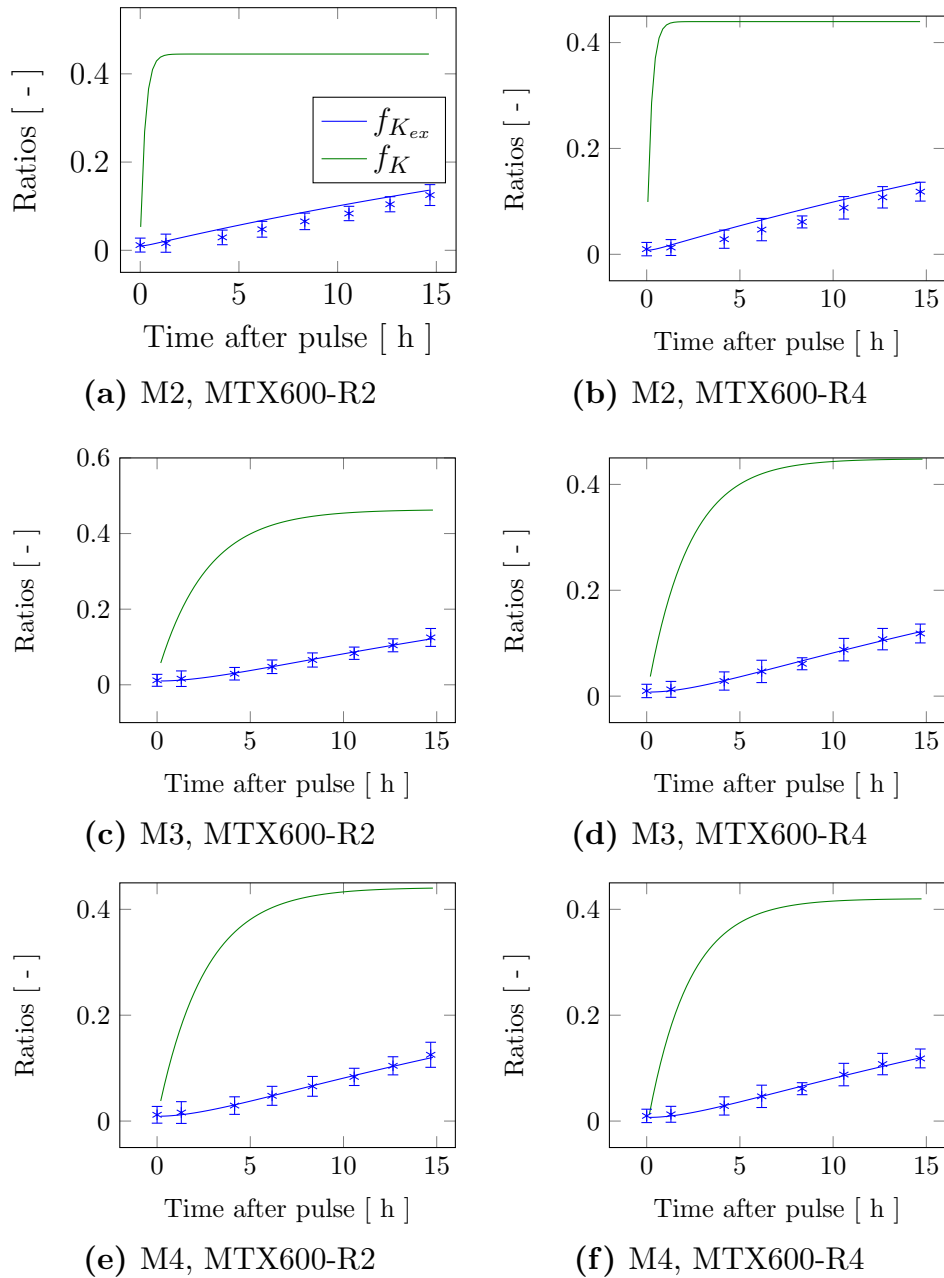 0
5
10
15
0
0.2
0.4
Time after pulse [ h ]
Ratios [ - ]
f_{K_{ex}}
f_K
(a) M2, MTX600-R2
0
5
10
15
0
0.2
0.4
Time after pulse [ h ]
Ratios [ - ]
(b) M2, MTX600-R4
0
5
10
15
0
0.2
0.4
0.6
Time after pulse [ h ]
Ratios [ - ]
(c) M3, MTX600-R2
0
5
10
15
0
0.2
0.4
Time after pulse [ h ]
Ratios [ - ]
(d) M3, MTX600-R4
0
5
10
15
0
0.2
0.4
Time after pulse [ h ]
Ratios [ - ]
(e) M4, MTX600-R2
0
5
10
15
0
0.2
0.4
Time after pulse [ h ]
Ratios [ - ]
(f) M4, MTX600-R4